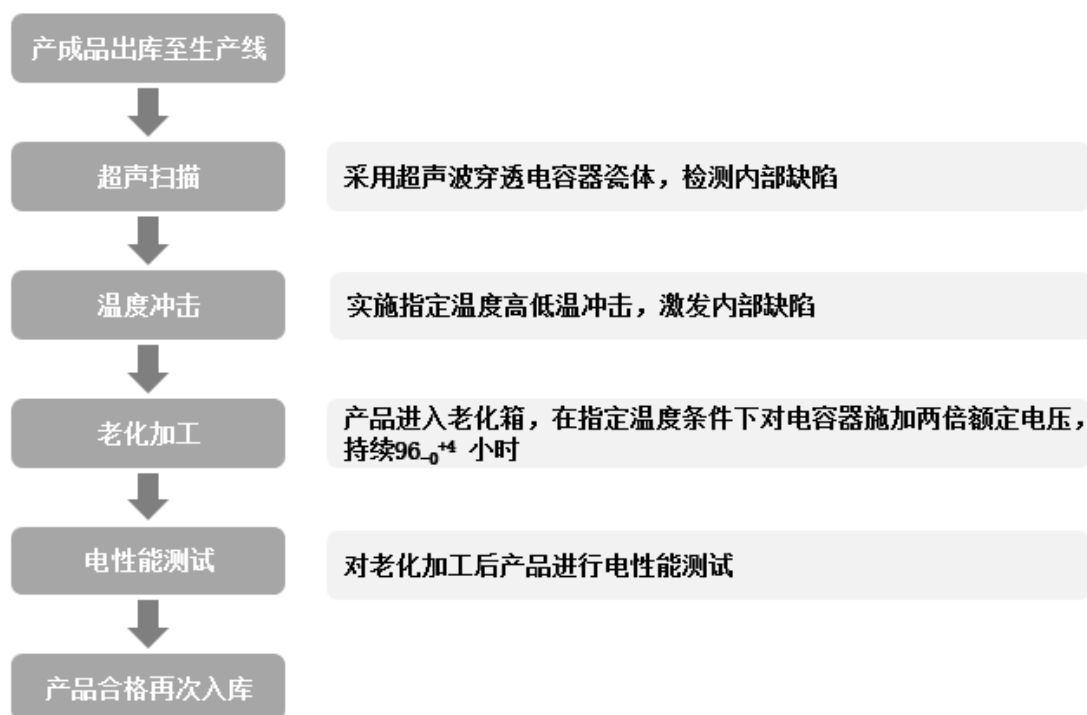 产成品出库至生产线
超声扫描
采用超声波穿透电容器瓷体，检测内部缺陷
温度冲击
实施指定温度高低温冲击，激发内部缺陷
老化加工
产品进入老化箱，在指定温度条件下对电容器施加两倍额定电压，
持续96₋₀⁺⁴ 小时
电性能测试
对老化加工后产品进行电性能测试
产品合格再次入库